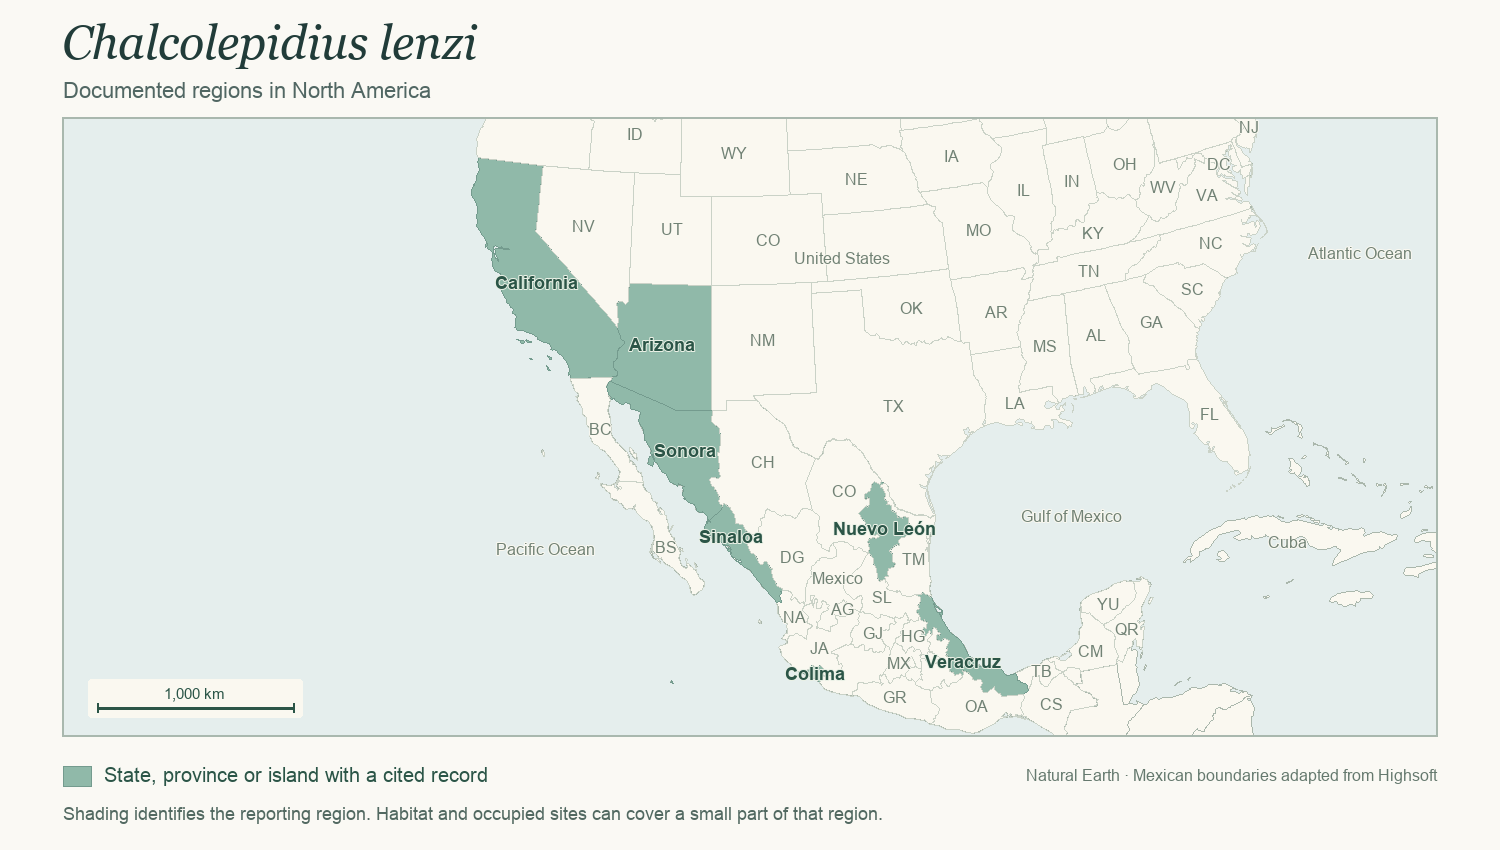 Chalcolepidius lenzi
Documented regions in North America
ID
WY
NE
IA
IL
IN
OH
WV
DC
NJ
VA
NV
UT
CO
United States
MO
KY
NC
TN
SC
Atlantic Ocean
California
Arizona
NM
OK
AR
MS
AL
GA
TX
LA
FL
BC
Sonora
CH
CO
Nuevo León
Gulf of Mexico
Pacific Ocean
BS
Sinaloa
DG
TM
Cuba
Mexico
SL
NA
AG
YU
GJ
HG
QR
JA
MX
Veracruz
CM
Colima
TB
GR
OA
CS
1,000 km
State, province or island with a cited record
Natural Earth · Mexican boundaries adapted from Highsoft
Shading identifies the reporting region. Habitat and occupied sites can cover a small part of that region.